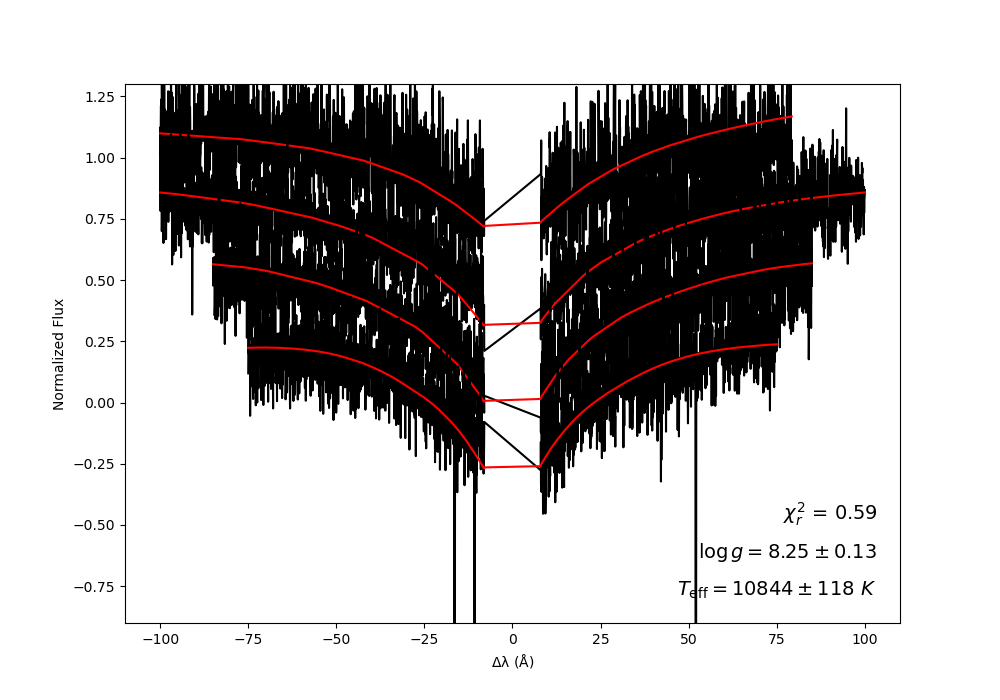 1.25
1.00
0.75
0.50
0.25
0.00
−0.25
−0.50
−0.75
Normalized Flux
χ²ᵣ = 0.59
log g = 8.25 ± 0.13
T_eff = 10844 ± 118 K
−100 −75 −50 −25 0 25 50 75 100
Δλ (Å)